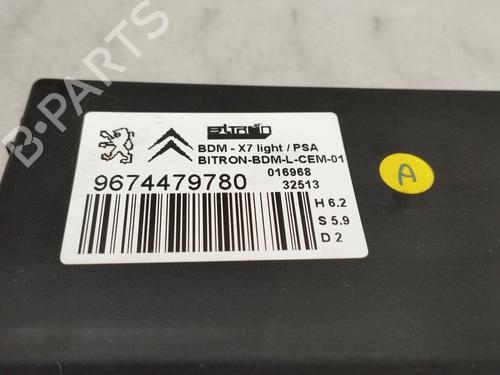 BITRON
BDM - X7 light / PSA
BITRON-BDM-L-CEM-01
016968
9674479780
32513
H 6.2
S 5.9
D 2
A
B-PARTS